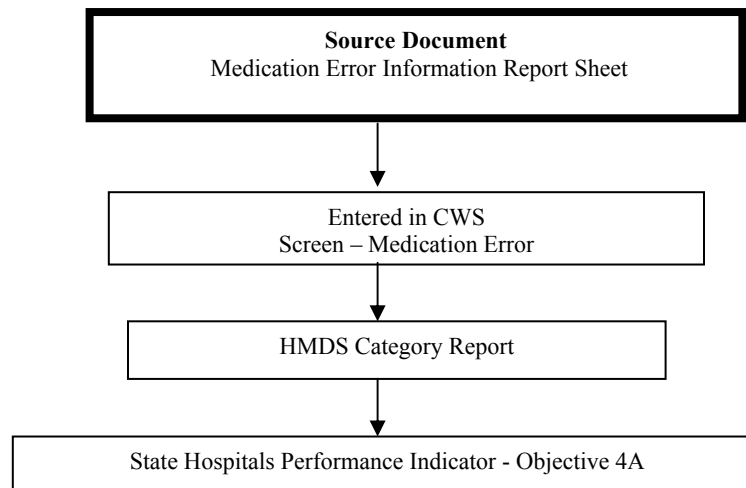 Source Document
Medication Error Information Report Sheet
Entered in CWS
Screen – Medication Error
HMDS Category Report
State Hospitals Performance Indicator - Objective 4A